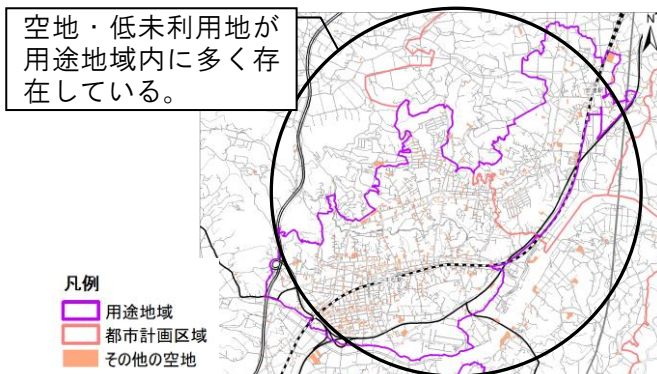 空地・低未利用地が
用途地域内に多く存
在している。
N
凡例
用途地域
都市計画区域
その他の空地